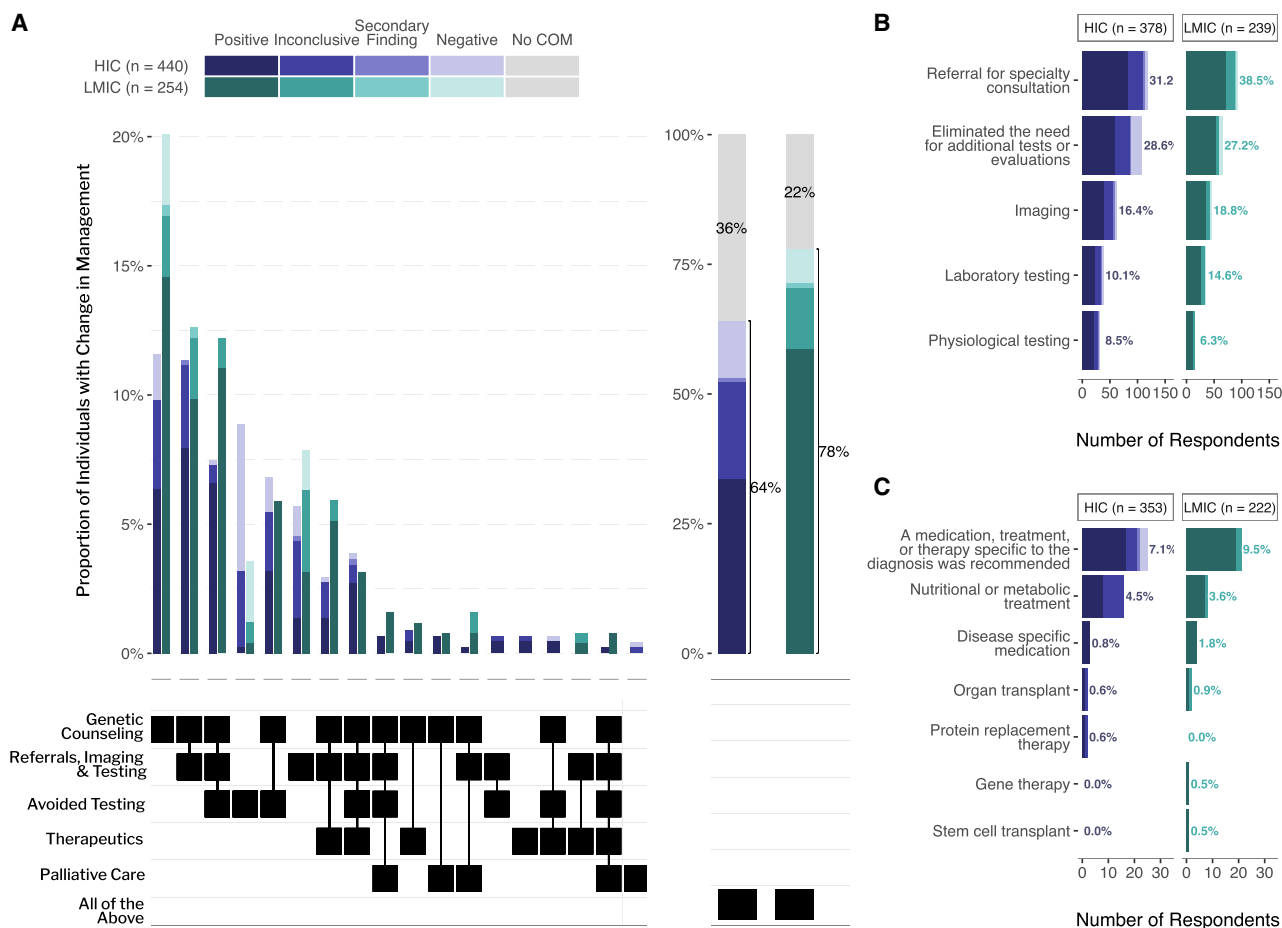 A
Secondary
Positive Inconclusive Finding Negative No COM
HIC (n = 440)
LMIC (n = 254)
Proportion of Individuals with Change in Management
20%
15%
10%
5%
0%
100%
75%
50%
25%
0%
36%
22%
64%
78%
Genetic
Counseling
Referrals, Imaging
& Testing
Avoided Testing
Therapeutics
Palliative Care
All of the
Above
B
HIC (n = 378) LMIC (n = 239)
Referral for specialty
consultation
31.2
38.5%
Eliminated the need
for additional tests or
evaluations
28.6%
27.2%
Imaging
16.4%
18.8%
Laboratory testing
10.1%
14.6%
Physiological testing
8.5%
6.3%
0 50 100 150 0 50 100 150
Number of Respondents
C
HIC (n = 353) LMIC (n = 222)
A medication, treatment,
or therapy specific to the
diagnosis was recommended
7.1%
9.5%
Nutritional or metabolic
treatment
4.5%
3.6%
Disease specific
medication
0.8%
1.8%
Organ transplant
0.6%
0.9%
Protein replacement
therapy
0.6%
0.0%
Gene therapy
0.0%
0.5%
Stem cell transplant
0.0%
0.5%
0 10 20 30 0 10 20 30
Number of Respondents